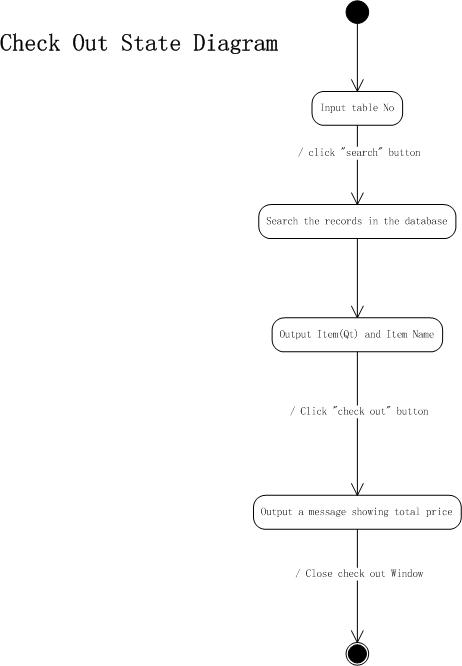 Check Out State Diagram
Input table No
/ click "search" button
Search the records in the database
Output Item(Qt) and Item Name
/ Click "check out" button
Output a message showing total price
/ Close check out Window